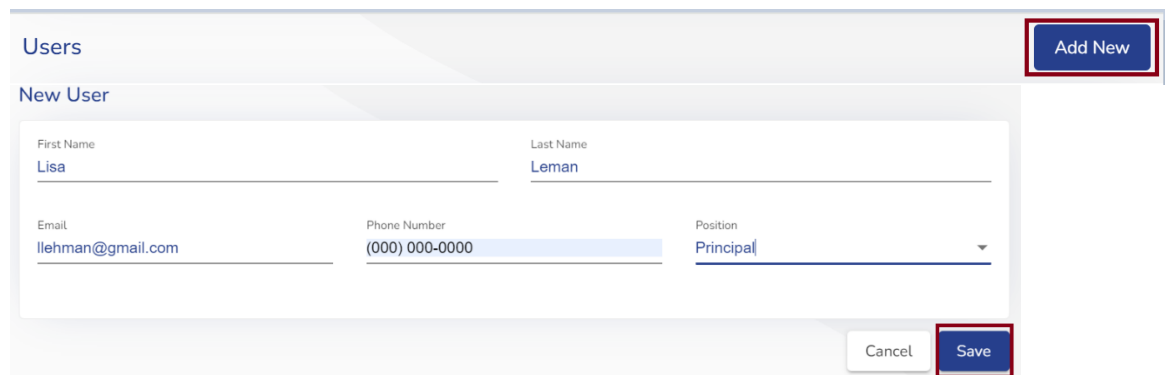 Users
Add New
New User
First Name
Last Name
Lisa
Leman
Email
Phone Number
Position
llehman@gmail.com
(000) 000-0000
Principal
Cancel
Save